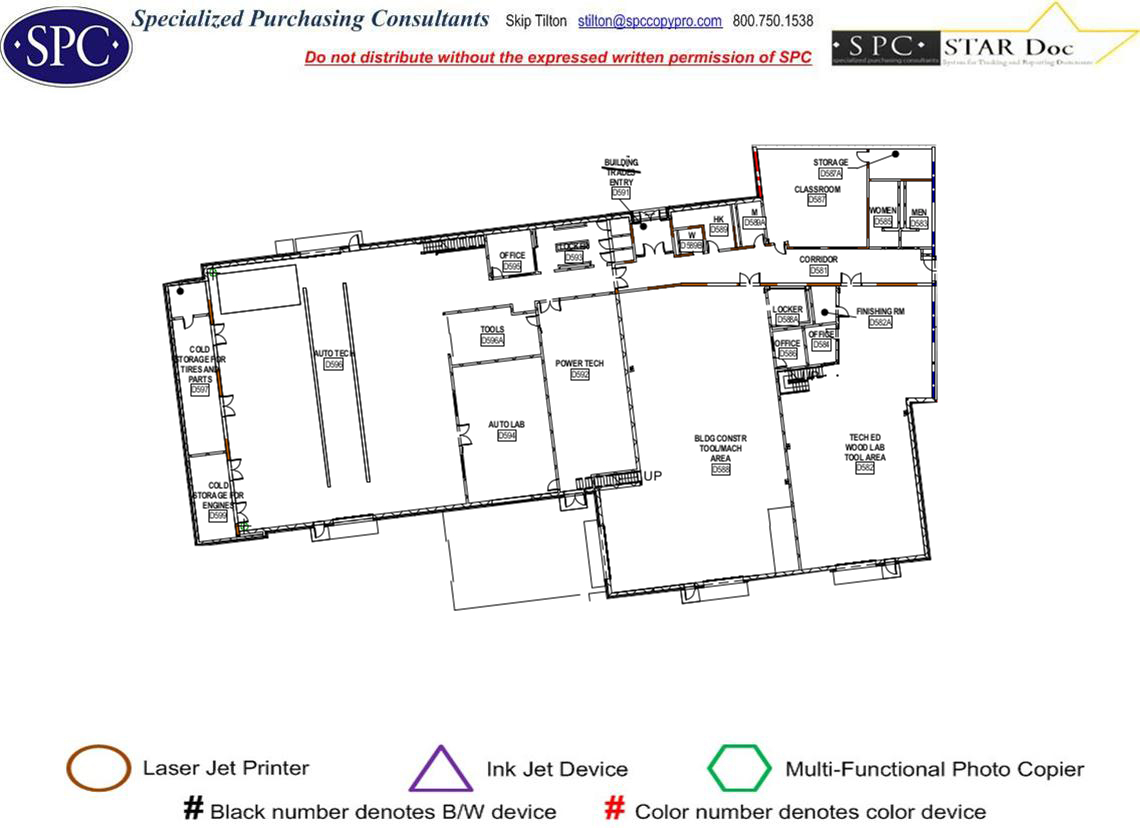 SPC
Specialized Purchasing Consultants Skip Tilton stilton@spccopypro.com 800.750.1538
Do not distribute without the expressed written permission of SPC
·SPC· STAR Doc
specialized purchasing consultants System for Tracking and Reporting Documents
BUILDING
TRADES
ENTRY
D591
STORAGE
D587A
CLASSROOM
D587
WOMEN
D585
MEN
D583
HK
D589
M
D589A
W
D589B
OFFICE
D595
LOCKER
D593
CORRIDOR
D581
LOCKER
D588A
FINISHING RM
D582A
OFFICE
D584
OFFICE
D586
TOOLS
D596A
AUTO TECH
D596
POWER TECH
D592
COLD
STORAGE FOR
TIRES AND
PARTS
D597
AUTO LAB
D594
BLDG CONSTR
TOOL/MACH
AREA
D588
TECH ED
WOOD LAB
TOOL AREA
D582
UP
COLD
STORAGE FOR
ENGINES
D599
Laser Jet Printer
Ink Jet Device
Multi-Functional Photo Copier
# Black number denotes B/W device
# Color number denotes color device